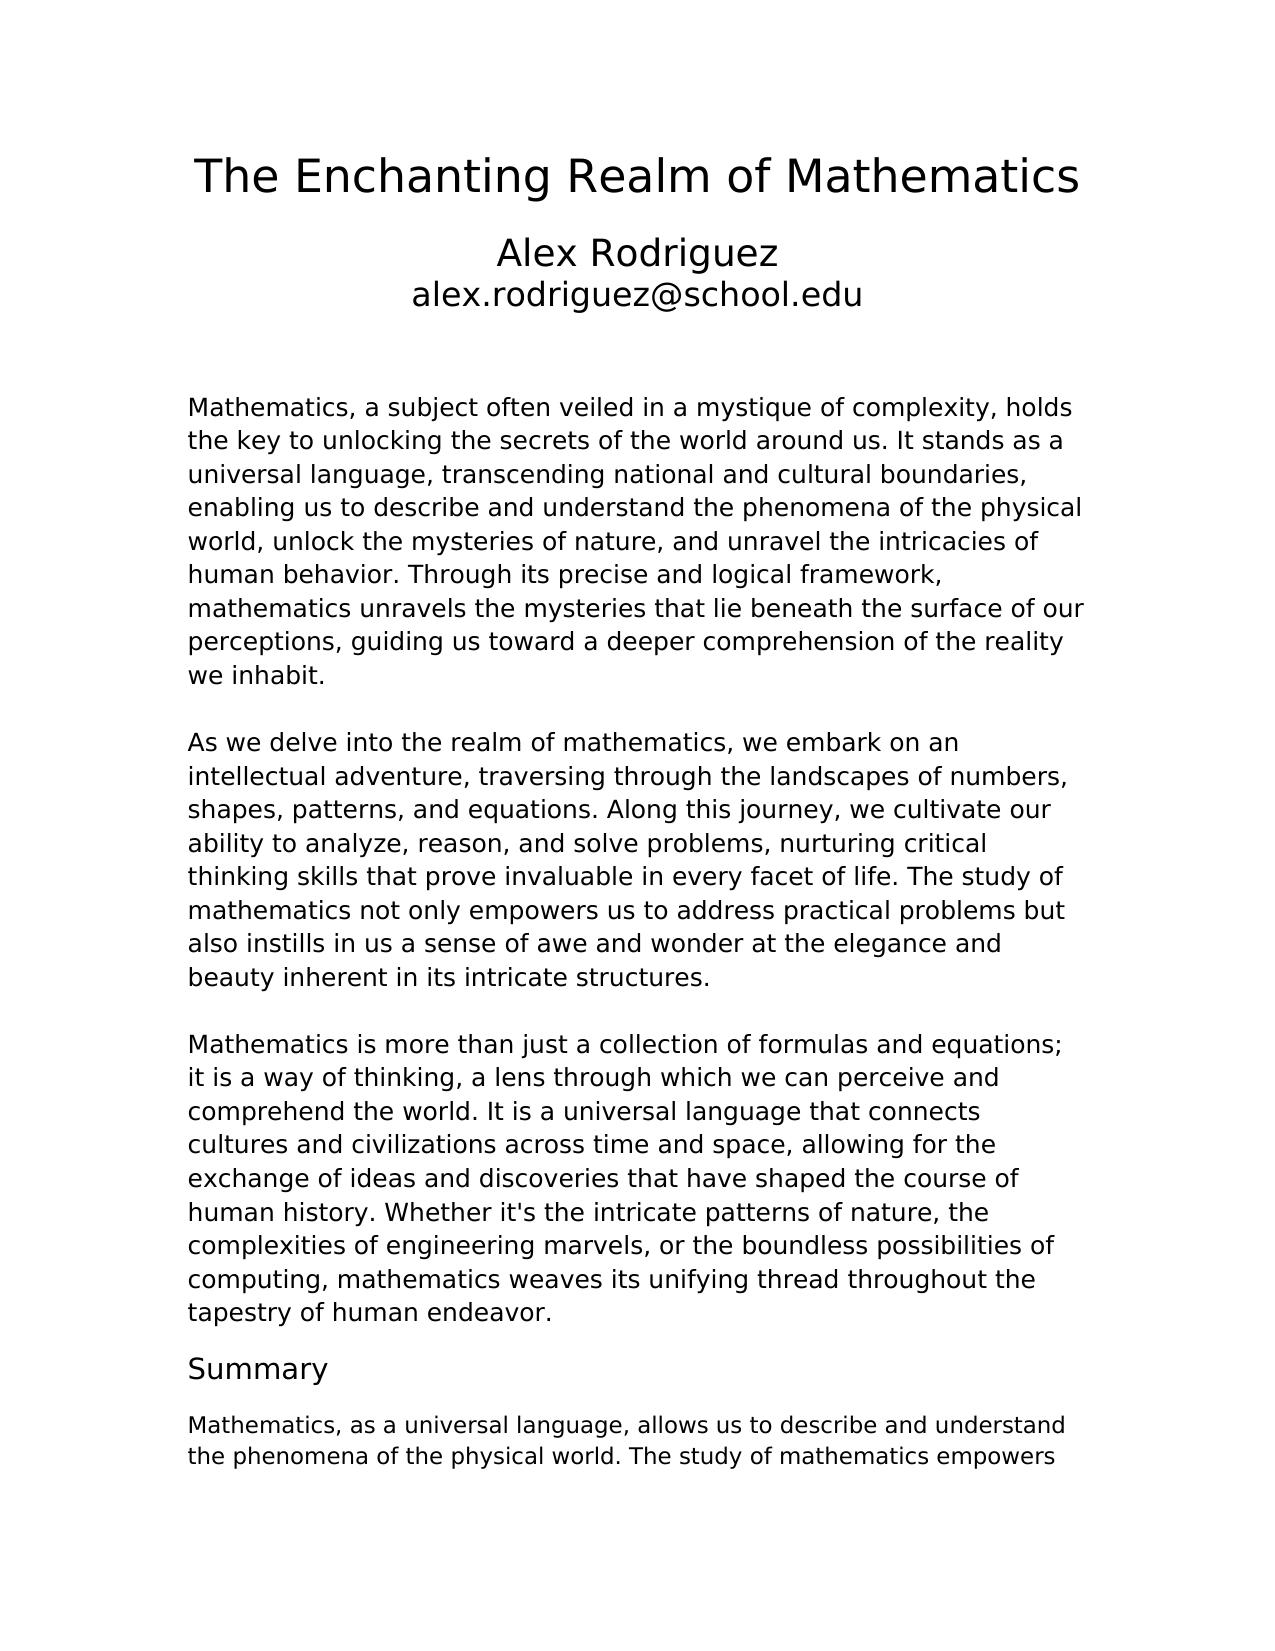 The Enchanting Realm of Mathematics
Alex Rodriguez
alex.rodriguez@school.edu
Mathematics, a subject often veiled in a mystique of complexity, holds
the key to unlocking the secrets of the world around us. It stands as a
universal language, transcending national and cultural boundaries,
enabling us to describe and understand the phenomena of the physical
world, unlock the mysteries of nature, and unravel the intricacies of
human behavior. Through its precise and logical framework,
mathematics unravels the mysteries that lie beneath the surface of our
perceptions, guiding us toward a deeper comprehension of the reality
we inhabit.
As we delve into the realm of mathematics, we embark on an
intellectual adventure, traversing through the landscapes of numbers,
shapes, patterns, and equations. Along this journey, we cultivate our
ability to analyze, reason, and solve problems, nurturing critical
thinking skills that prove invaluable in every facet of life. The study of
mathematics not only empowers us to address practical problems but
also instills in us a sense of awe and wonder at the elegance and
beauty inherent in its intricate structures.
Mathematics is more than just a collection of formulas and equations;
it is a way of thinking, a lens through which we can perceive and
comprehend the world. It is a universal language that connects
cultures and civilizations across time and space, allowing for the
exchange of ideas and discoveries that have shaped the course of
human history. Whether it's the intricate patterns of nature, the
complexities of engineering marvels, or the boundless possibilities of
computing, mathematics weaves its unifying thread throughout the
tapestry of human endeavor.
Summary
Mathematics, as a universal language, allows us to describe and understand
the phenomena of the physical world. The study of mathematics empowers